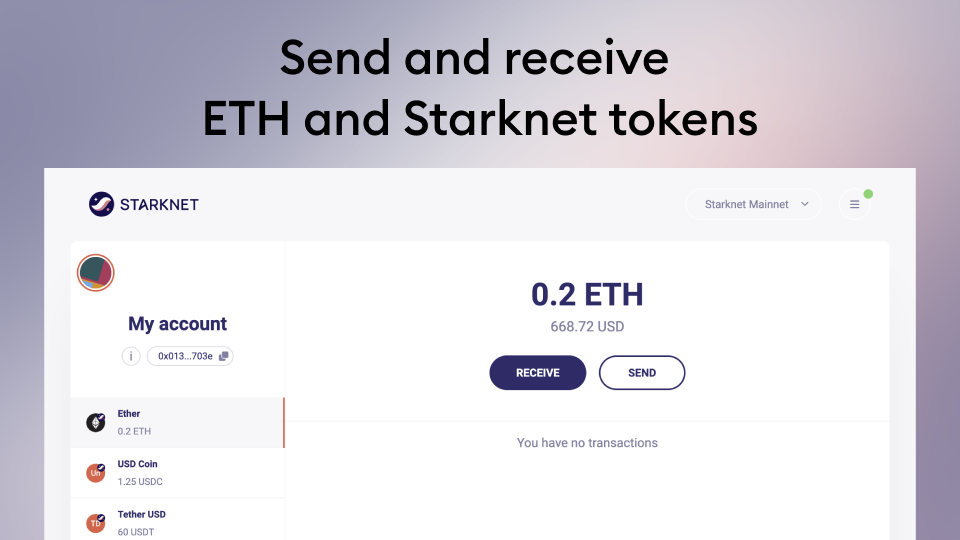 Send and receive
ETH and Starknet tokens
STARKNET
Starknet Mainnet
My account
i
0x013...703e
Ether
0.2 ETH
Un
USD Coin
1.25 USDC
TD
Tether USD
60 USDT
0.2 ETH
668.72 USD
RECEIVE
SEND
You have no transactions